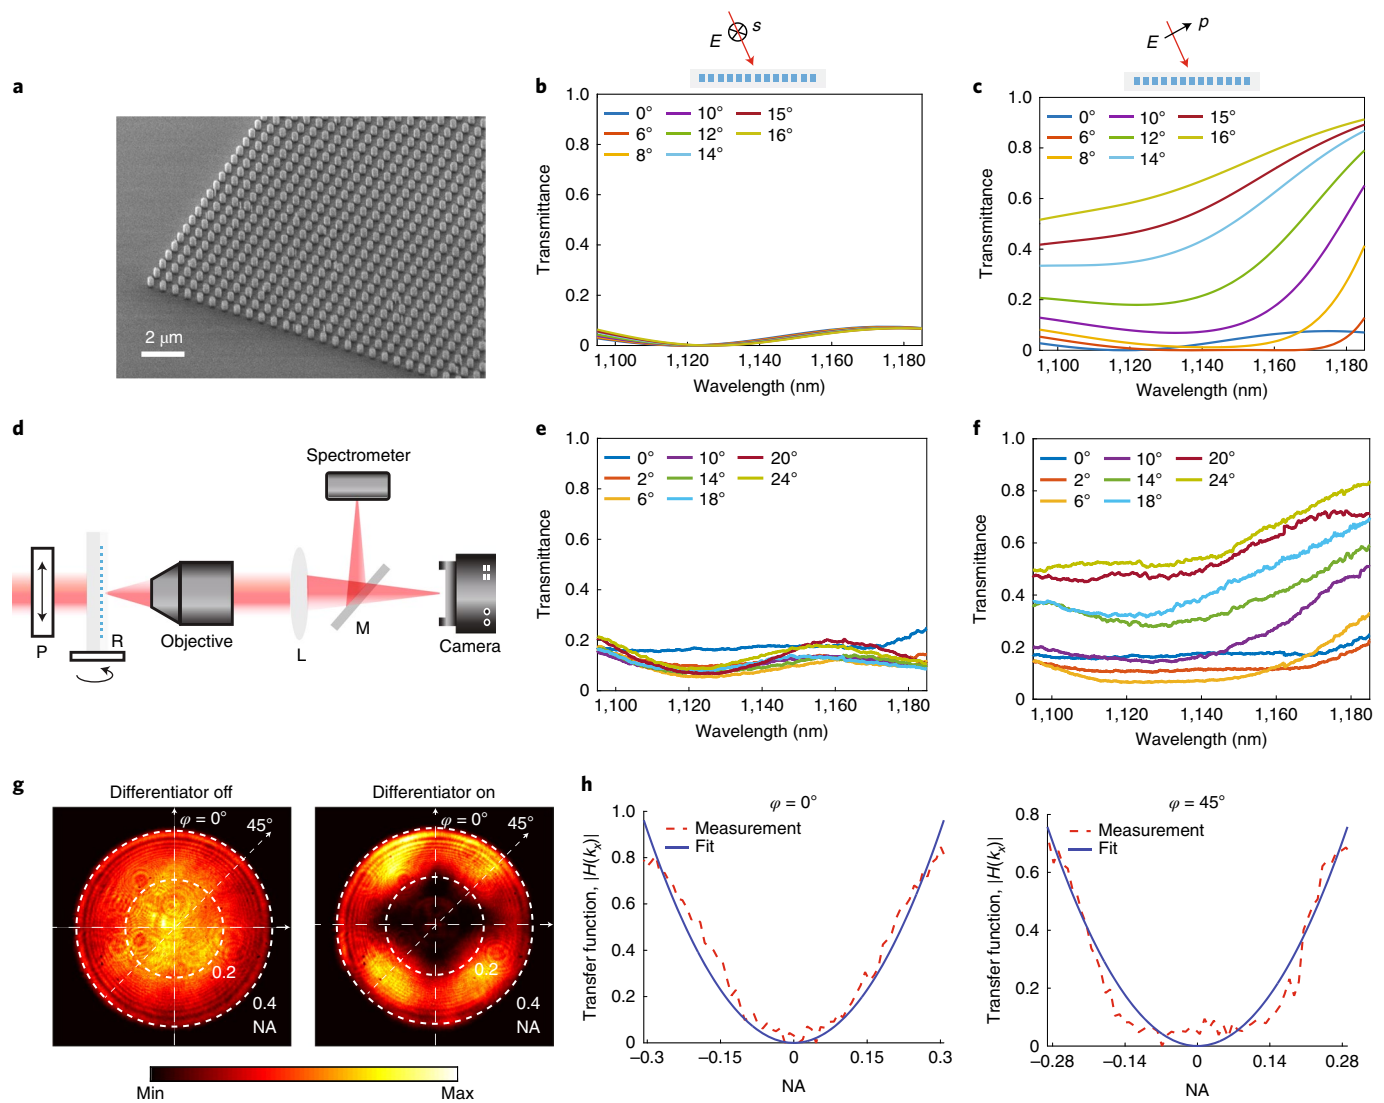 a
2 μm
b
E s
Transmittance
1.0
0.8
0.6
0.4
0.2
0
0° 10° 15°
6° 12° 16°
8° 14°
1,100 1,120 1,140 1,160 1,180
Wavelength (nm)
c
E p
Transmittance
1.0
0.8
0.6
0.4
0.2
0
0° 10° 15°
6° 12° 16°
8° 14°
1,100 1,120 1,140 1,160 1,180
Wavelength (nm)
d
Spectrometer
P
R
Objective
L
M
Camera
e
Transmittance
1.0
0.8
0.6
0.4
0.2
0
0° 10° 20°
2° 14° 24°
6° 18°
1,100 1,120 1,140 1,160 1,180
Wavelength (nm)
f
Transmittance
1.0
0.8
0.6
0.4
0.2
0
0° 10° 20°
2° 14° 24°
6° 18°
1,100 1,120 1,140 1,160 1,180
Wavelength (nm)
g
Differentiator off
φ = 0°
45°
0.2
0.4
NA
Differentiator on
φ = 0°
45°
0.2
0.4
NA
Min Max
h
φ = 0°
Transfer function, |H(kx)|
1.0
0.8
0.6
0.4
0.2
0
Measurement
Fit
−0.3 −0.15 0 0.15 0.3
NA
φ = 45°
Transfer function, |H(kx)|
0.8
0.6
0.4
0.2
0
Measurement
Fit
−0.28 −0.14 0 0.14 0.28
NA